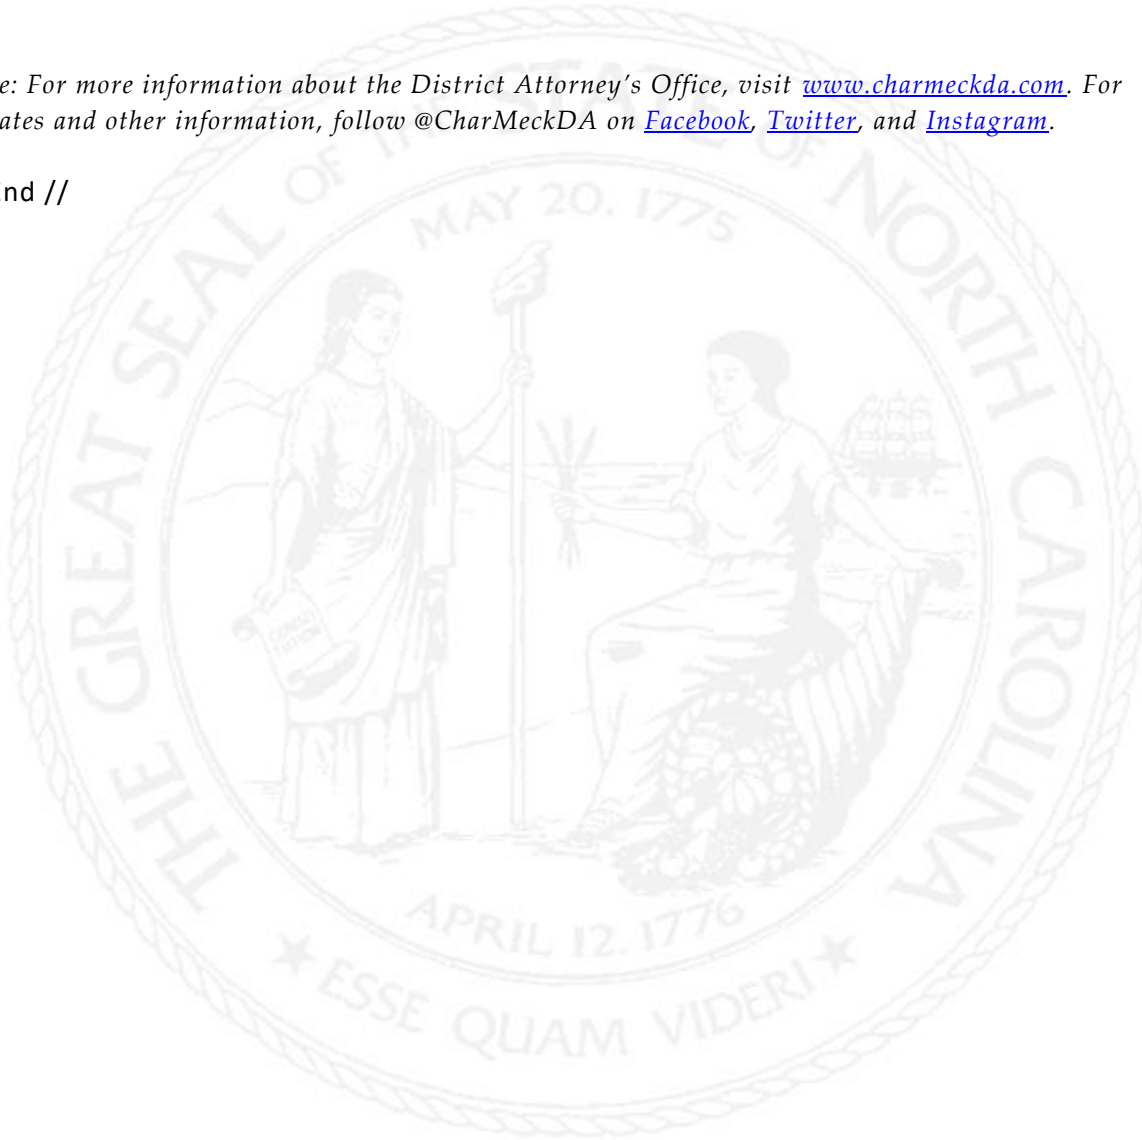 e: For more information about the District Attorney’s Office, visit www.charmeckda.com. For
ates and other information, follow @CharMeckDA on Facebook, Twitter, and Instagram.
nd //
THE GREAT SEAL OF THE STATE OF NORTH CAROLINA
MAY 20. 1775
CONSTI
TUTION
APRIL 12. 1776
★ ESSE QUAM VIDERI ★